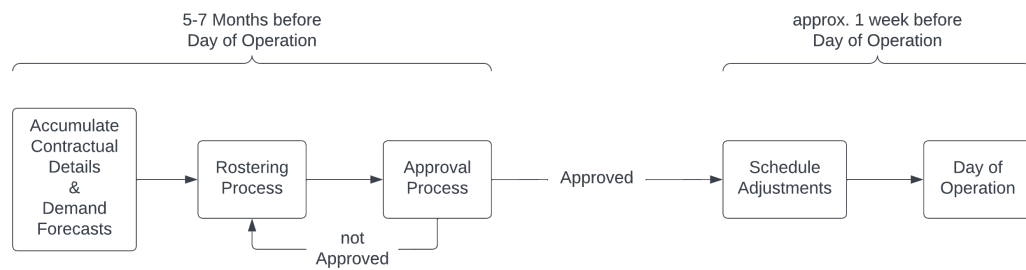 5-7 Months before
Day of Operation
approx. 1 week before
Day of Operation
Accumulate
Contractual
Details
&
Demand
Forecasts
Rostering
Process
Approval
Process
Approved
Schedule
Adjustments
Day of
Operation
not
Approved